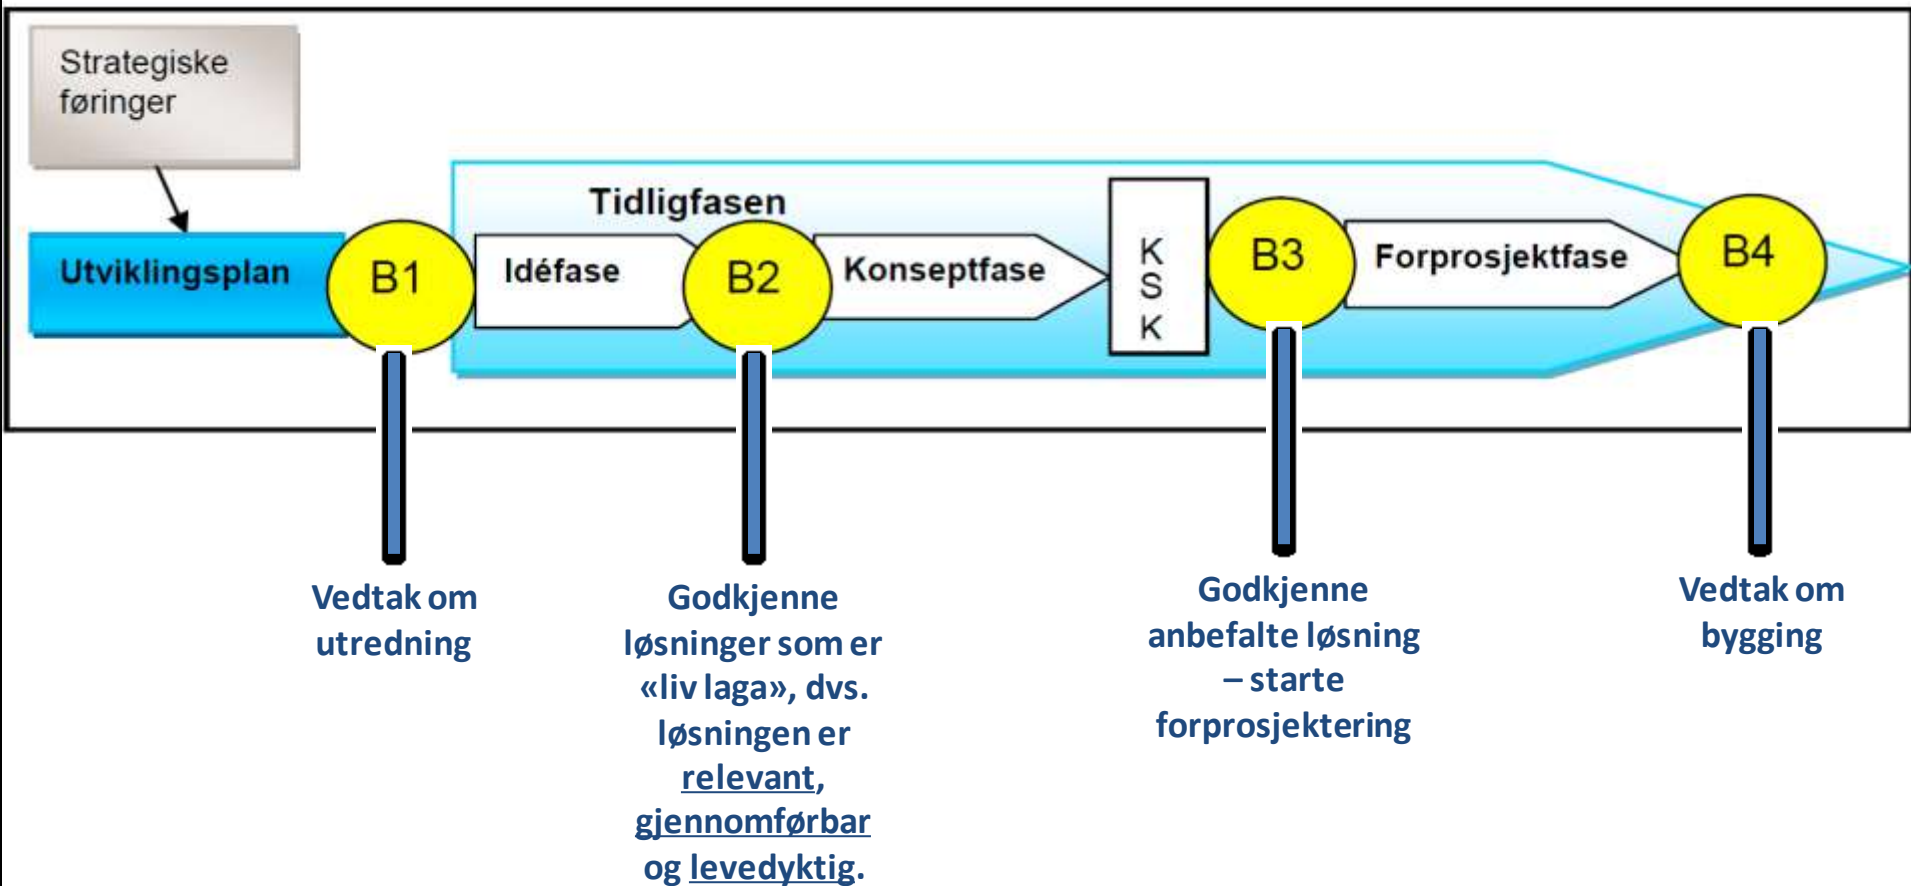 Strategiske
føringer
Tidligfasen
Utviklingsplan
B1
Idéfase
B2
Konseptfase
K
S
K
B3
Forprosjektfase
B4
Vedtak om
utredning
Godkjenne
løsninger som er
«liv laga», dvs.
løsningen er
relevant,
gjennomførbar
og levedyktig.
Godkjenne
anbefalte løsning
– starte
forprosjektering
Vedtak om
bygging